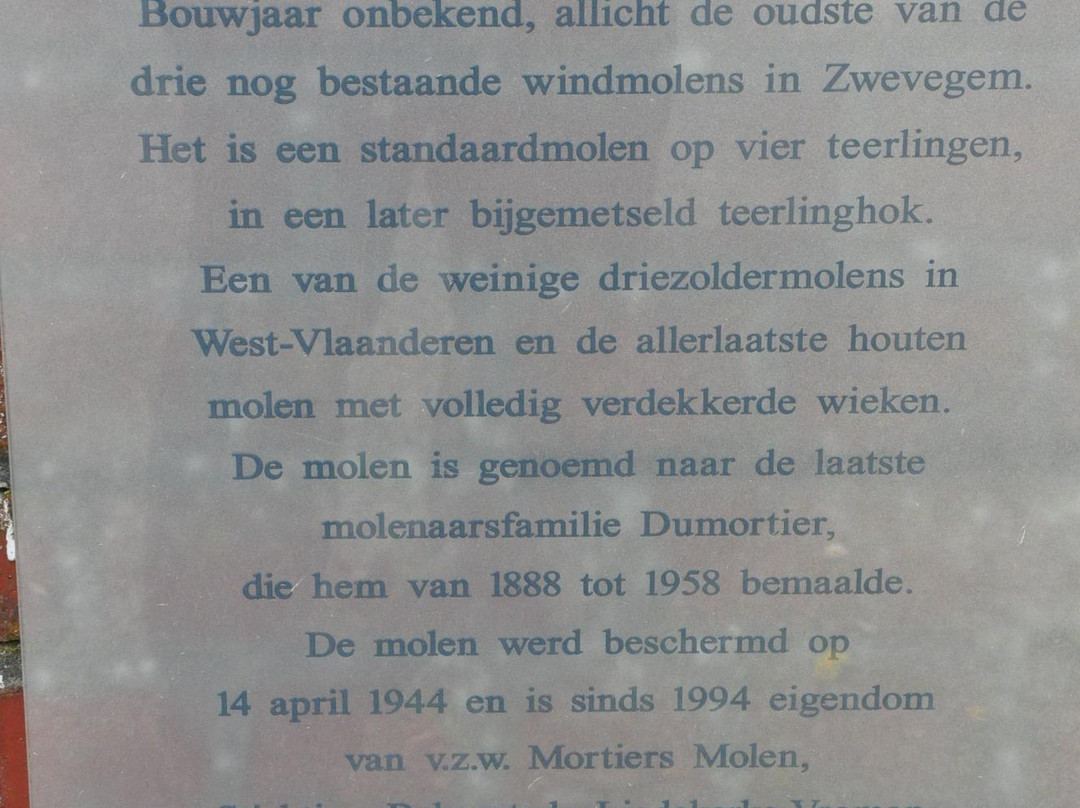 Bouwjaar onbekend, allicht de oudste van de
drie nog bestaande windmolens in Zwevegem.
Het is een standaardmolen op vier teerlingen,
in een later bijgemetseld teerlinghok.
Een van de weinige driezoldermolens in
West-Vlaanderen en de allerlaatste houten
molen met volledig verdekkerde wieken.
De molen is genoemd naar de laatste
molenaarsfamilie Dumortier,
die hem van 1888 tot 1958 bemaalde.
De molen werd beschermd op
14 april 1944 en is sinds 1994 eigendom
van v.z.w. Mortiers Molen,